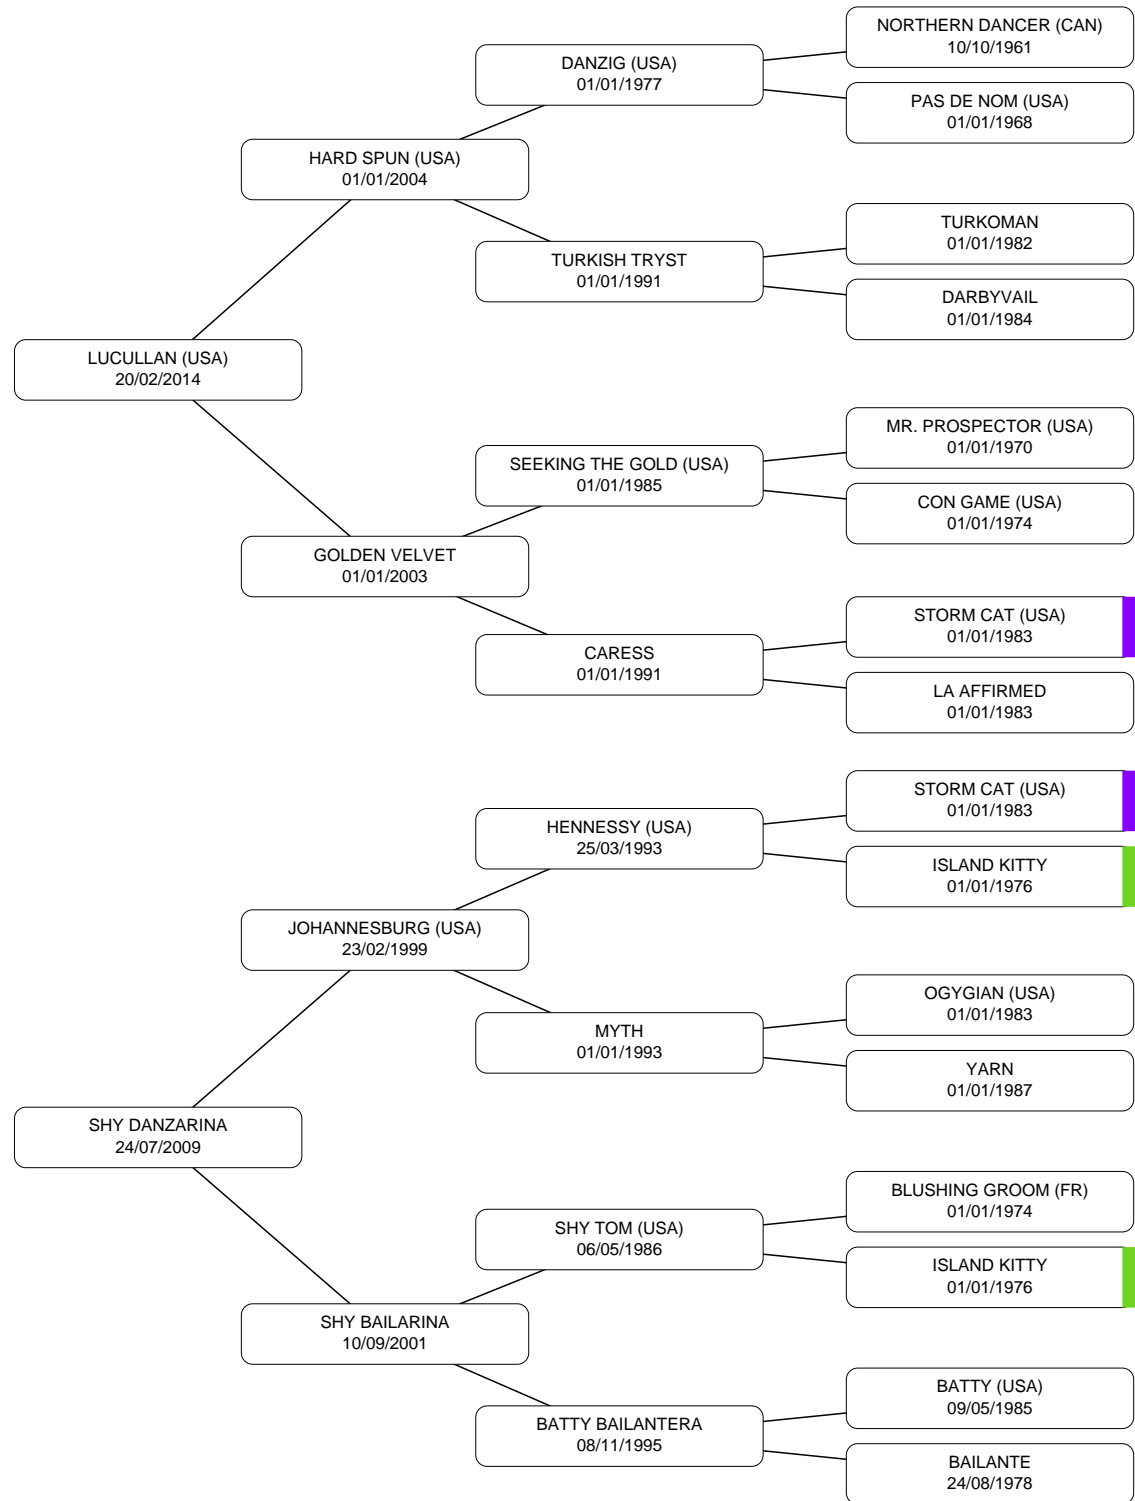 NORTHERN DANCER (CAN)
10/10/1961
DANZIG (USA)
01/01/1977
PAS DE NOM (USA)
01/01/1968
HARD SPUN (USA)
01/01/2004
TURKOMAN
01/01/1982
TURKISH TRYST
01/01/1991
DARBYVAIL
01/01/1984
LUCULLAN (USA)
20/02/2014
MR. PROSPECTOR (USA)
01/01/1970
SEEKING THE GOLD (USA)
01/01/1985
CON GAME (USA)
01/01/1974
GOLDEN VELVET
01/01/2003
STORM CAT (USA)
01/01/1983
CARESS
01/01/1991
LA AFFIRMED
01/01/1983
STORM CAT (USA)
01/01/1983
HENNESSY (USA)
25/03/1993
ISLAND KITTY
01/01/1976
JOHANNESBURG (USA)
23/02/1999
OGYGIAN (USA)
01/01/1983
MYTH
01/01/1993
YARN
01/01/1987
SHY DANZARINA
24/07/2009
BLUSHING GROOM (FR)
01/01/1974
SHY TOM (USA)
06/05/1986
ISLAND KITTY
01/01/1976
SHY BAILARINA
10/09/2001
BATTY (USA)
09/05/1985
BATTY BAILANTERA
08/11/1995
BAILANTE
24/08/1978